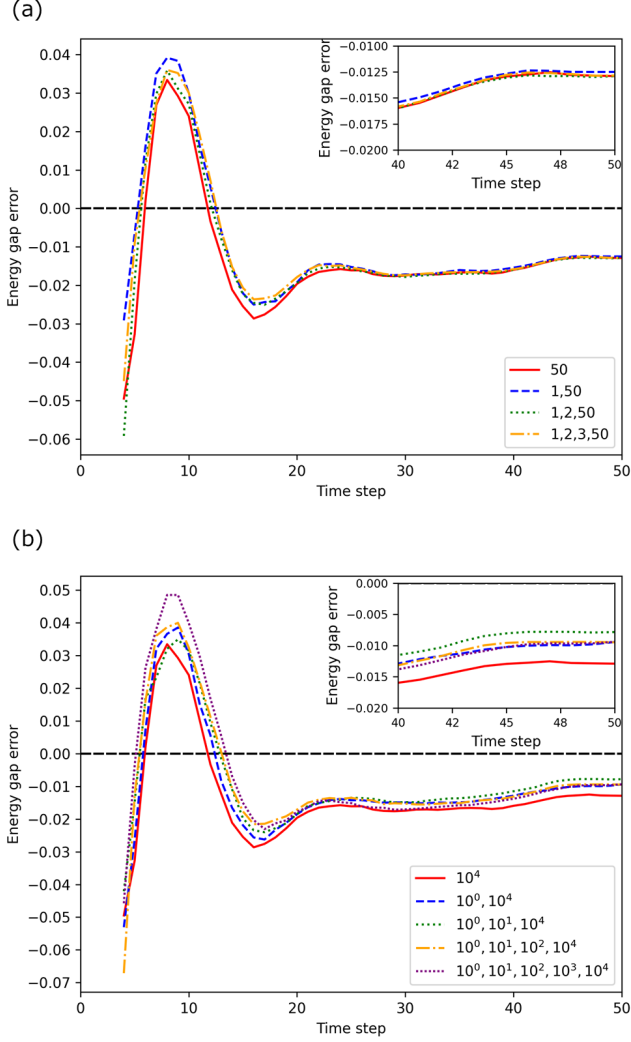 (a)
0.04
0.03
0.02
0.01
0.00
−0.01
−0.02
−0.03
−0.04
−0.05
−0.06
Energy gap error
0 10 20 30 40 50
Time step
−0.0100
−0.0125
−0.0150
−0.0175
−0.0200
Energy gap error
40 42 45 48 50
Time step
50
1,50
1,2,50
1,2,3,50
(b)
0.05
0.04
0.03
0.02
0.01
0.00
−0.01
−0.02
−0.03
−0.04
−0.05
−0.06
−0.07
Energy gap error
0 10 20 30 40 50
Time step
0.000
−0.005
−0.010
−0.015
−0.020
Energy gap error
40 42 45 48 50
Time step
10⁴
10⁰, 10⁴
10⁰, 10¹, 10⁴
10⁰, 10¹, 10², 10⁴
10⁰, 10¹, 10², 10³, 10⁴